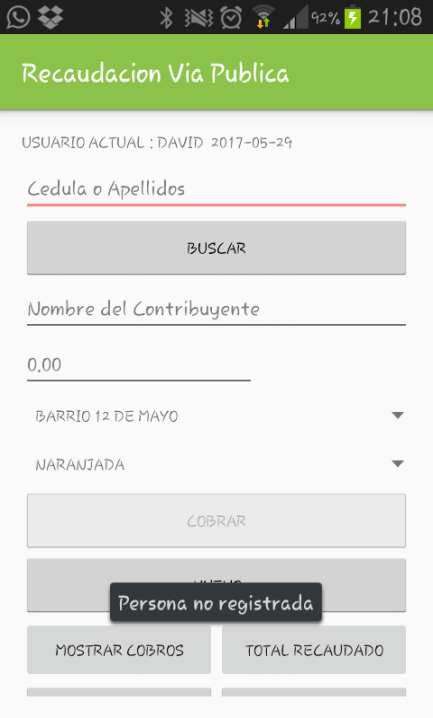 92% 21:08
Recaudacion Via Publica
USUARIO ACTUAL : DAVID 2017-05-29
Cedula o Apellidos
BUSCAR
Nombre del Contribuyente
0.00
BARRIO 12 DE MAYO
NARANJADA
COBRAR
Persona no registrada
MOSTRAR COBROS TOTAL RECAUDADO